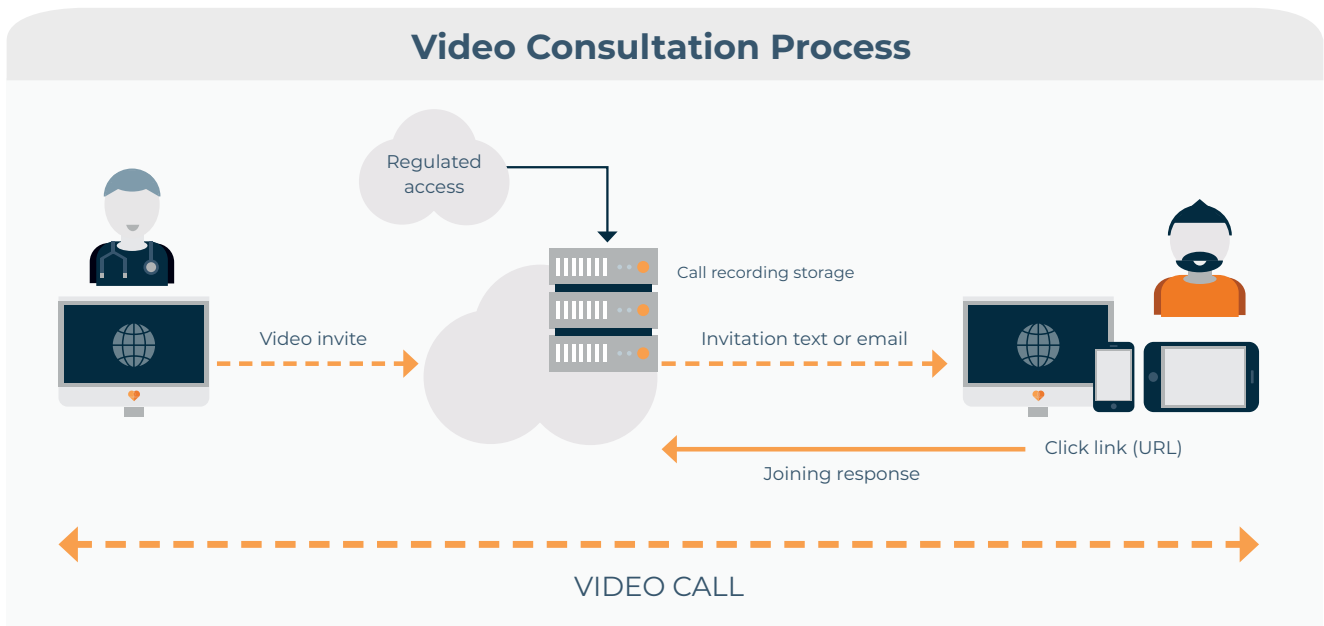 Video Consultation Process
Regulated
access
Call recording storage
Video invite
Invitation text or email
Click link (URL)
Joining response
VIDEO CALL